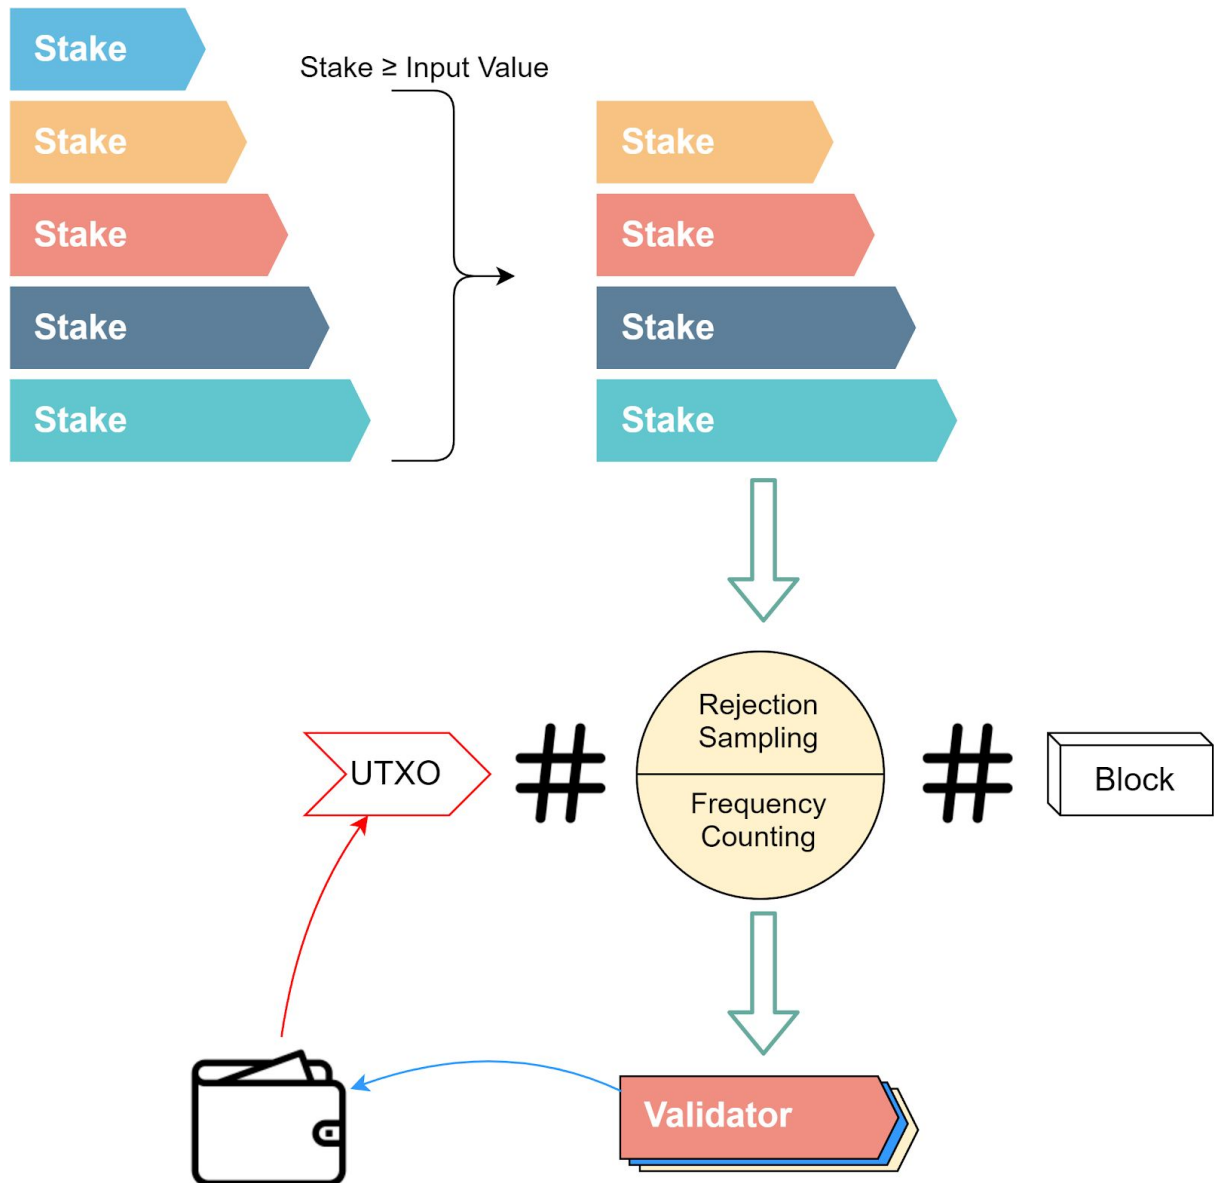 Stake
Stake ≥ Input Value
Stake
Stake
Stake
Stake
Stake
Stake
Stake
Stake
Rejection
Sampling
UTXO
#
#
Block
Frequency
Counting
Validator